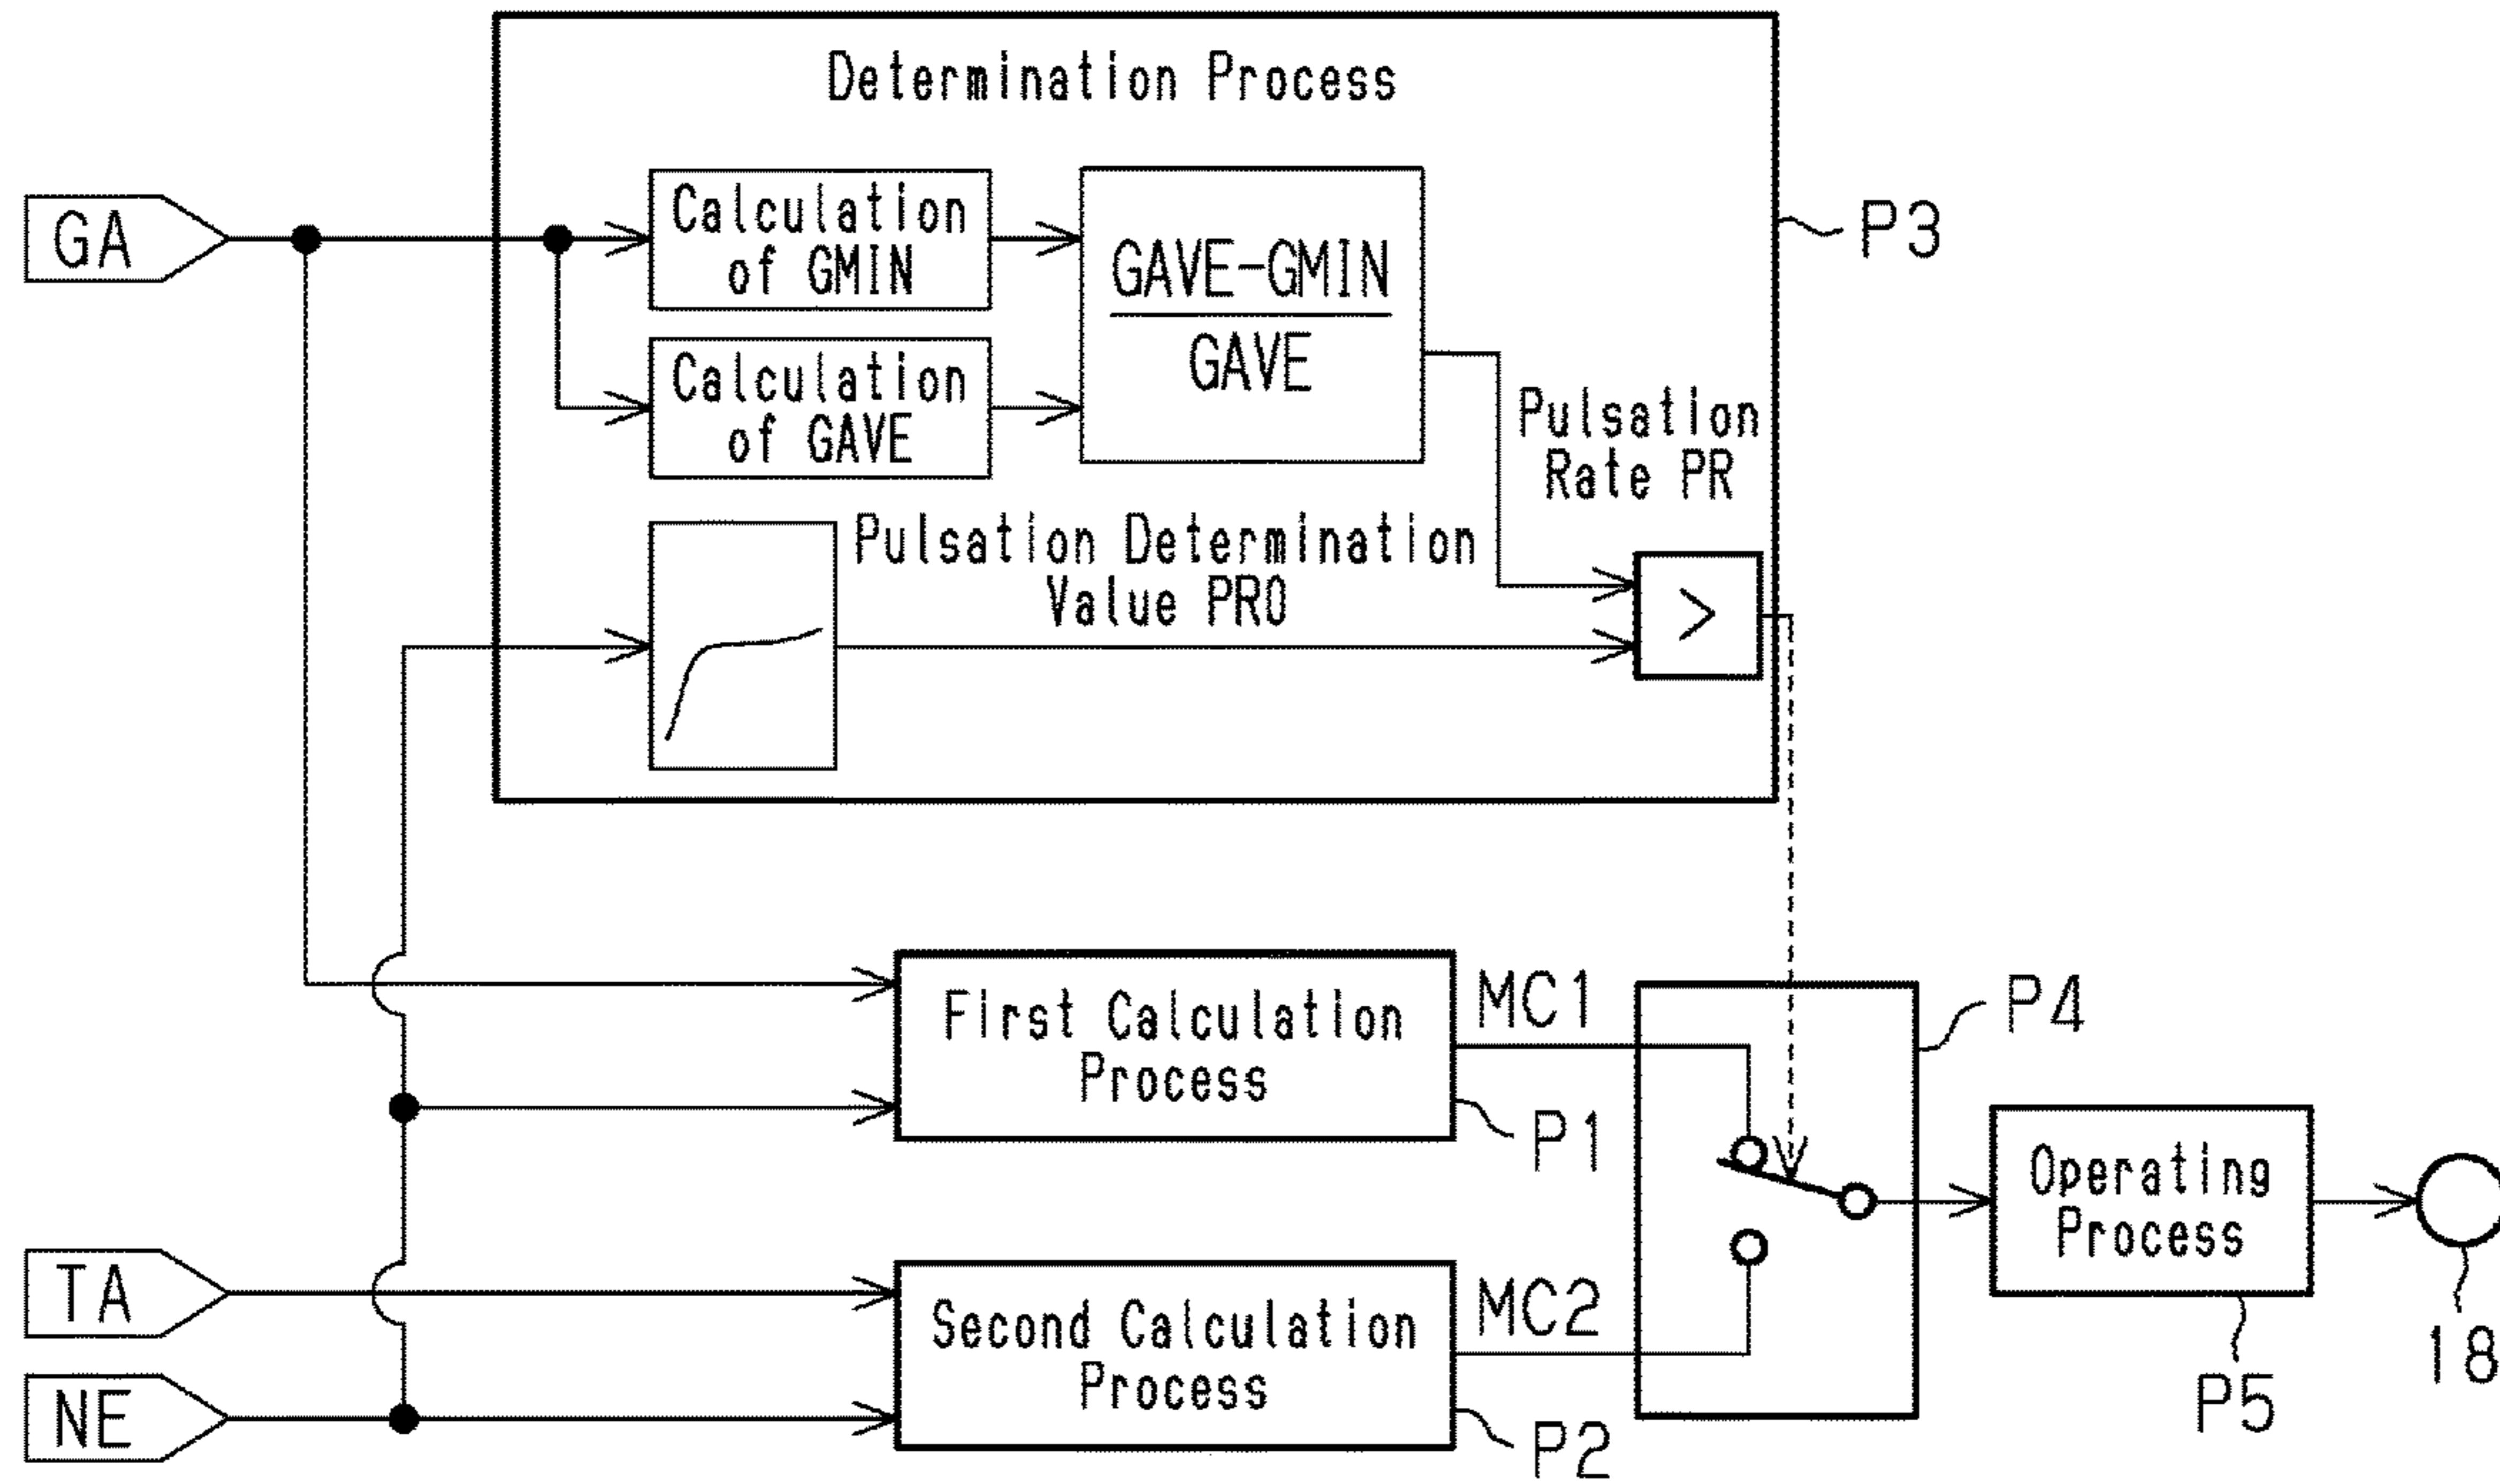 Determination Process
GA
Calculation
of GMIN
GAVE-GMIN
GAVE
P3
Calculation
of GAVE
Pulsation
Rate PR
Pulsation Determination
Value PR0
>
First Calculation
Process
MC1
P4
P1
Operating
Process
TA
Second Calculation
Process
MC2
18
NE
P5
P2